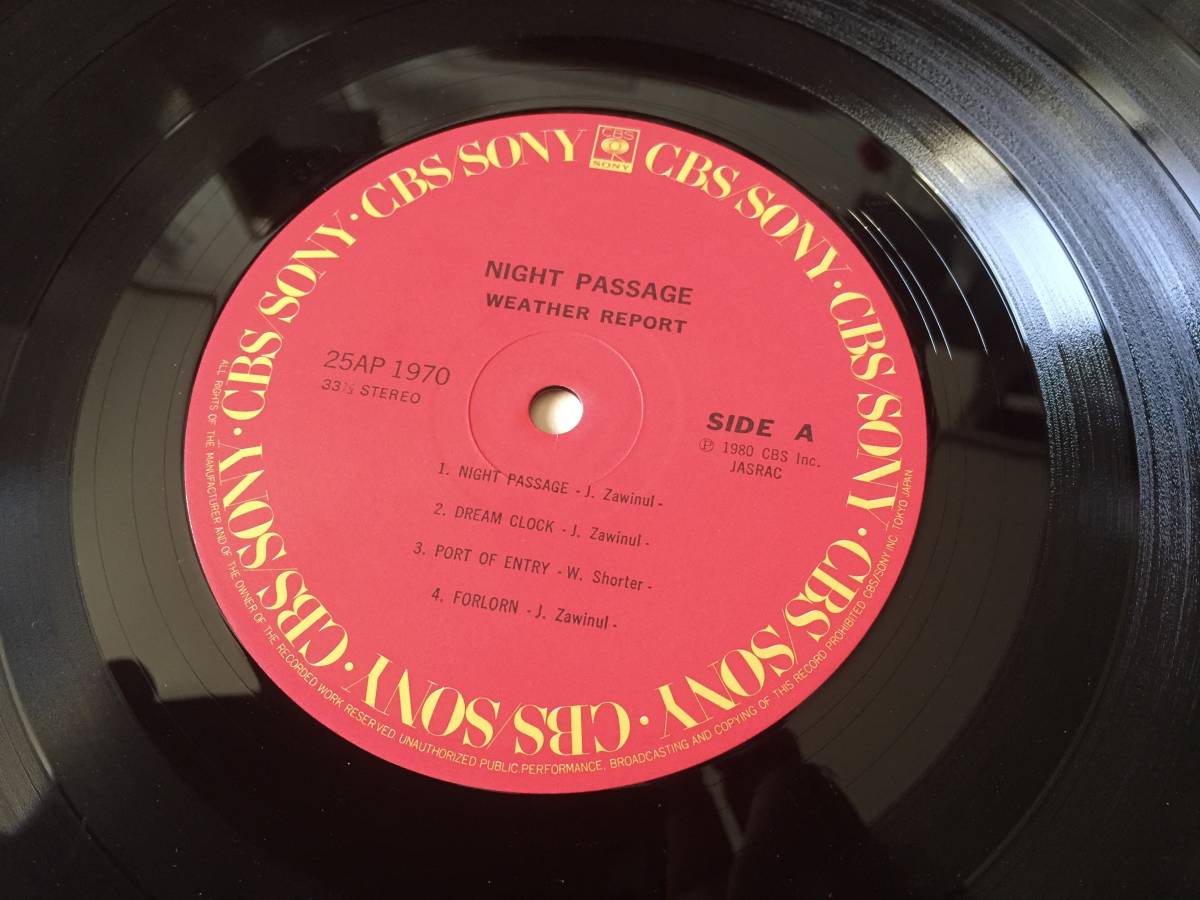 CBS/SONY · CBS/SONY · CBS/SONY · CBS/SONY · CBS/SONY · CBS/SONY · CBS/SONY · CBS/SONY
CBS
SONY
NIGHT PASSAGE
WEATHER REPORT
25AP 1970
33⅓ STEREO
SIDE A
Ⓟ 1980 CBS Inc.
JASRAC
1. NIGHT PASSAGE - J. Zawinul -
2. DREAM CLOCK - J. Zawinul -
3. PORT OF ENTRY - W. Shorter -
4. FORLORN - J. Zawinul -
ALL RIGHTS OF THE MANUFACTURER AND OF THE OWNER OF THE RECORDED WORK RESERVED. UNAUTHORIZED PUBLIC PERFORMANCE, BROADCASTING AND COPYING OF THIS RECORD PROHIBITED CBS/SONY INC. TOKYO JAPAN